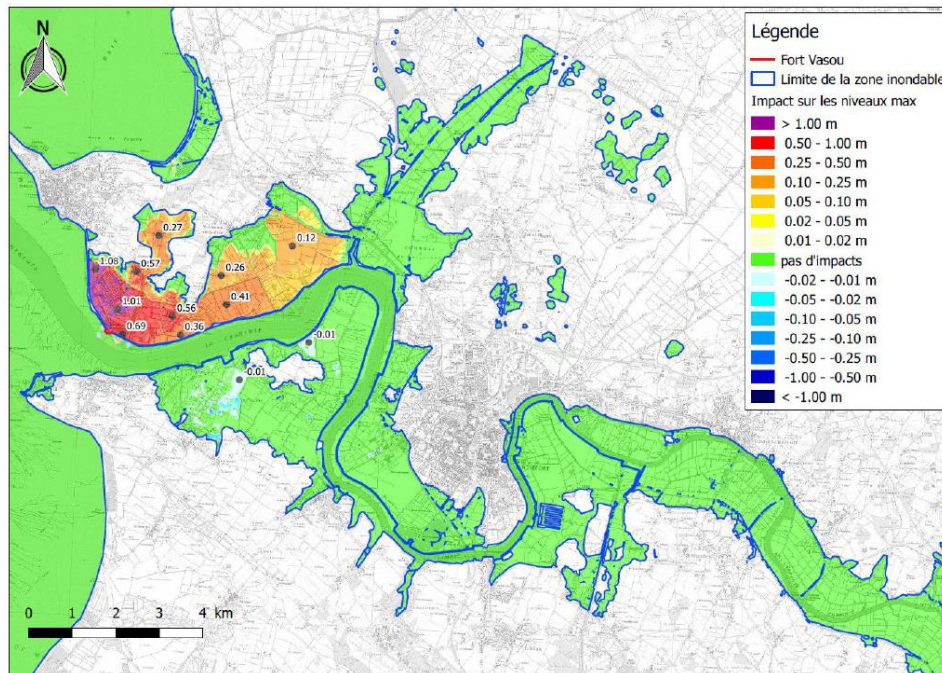 N
Légende
Fort Vasou
Limite de la zone inondable
Impact sur les niveaux max
> 1.00 m
0.50 - 1.00 m
0.25 - 0.50 m
0.10 - 0.25 m
0.05 - 0.10 m
0.02 - 0.05 m
0.01 - 0.02 m
pas d'impacts
-0.02 - -0.01 m
-0.05 - -0.02 m
-0.10 - -0.05 m
-0.25 - -0.10 m
-0.50 - -0.25 m
-1.00 - -0.50 m
< -1.00 m
0.27
0.12
0.57
1.08
0.26
0.41
1.01
0.56
0.69
0.36
-0.01
-0.01
0 1 2 3 4 km